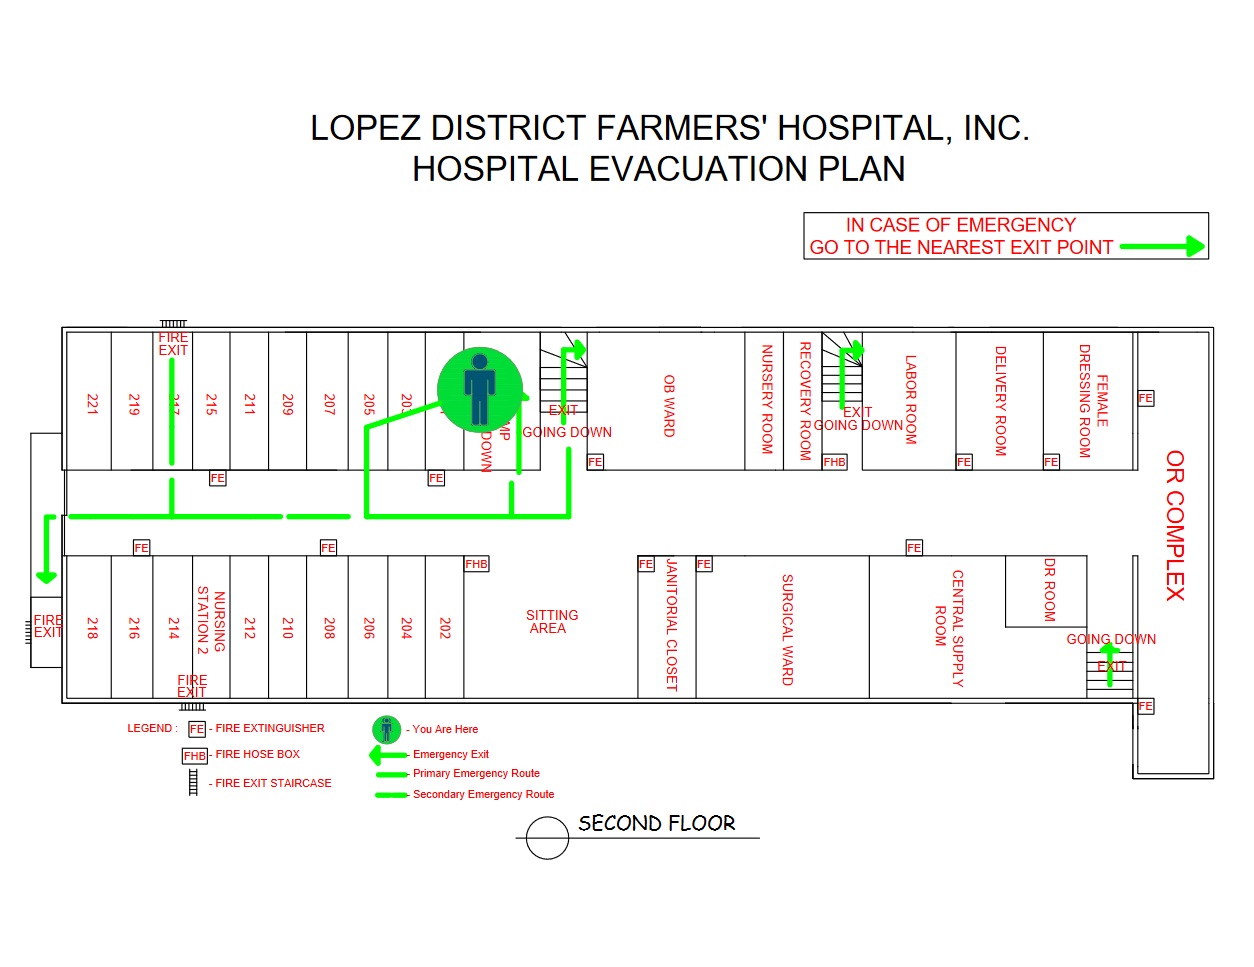 LOPEZ DISTRICT FARMERS' HOSPITAL, INC.
HOSPITAL EVACUATION PLAN
IN CASE OF EMERGENCY
GO TO THE NEAREST EXIT POINT
FIRE
EXIT
221
219
217
215
211
209
207
205
DOWN
EXIT
GOING DOWN
OB WARD
NURSERY ROOM
RECOVERY ROOM
EXIT
GOING DOWN
LABOR ROOM
DELIVERY ROOM
FEMALE
DRESSING ROOM
FE
FE
FE
FE
FHB
FE
FE
OR COMPLEX
FE
FE
FHB
FE
FE
FE
FIRE
EXIT
218
216
214
NURSING
STATION 2
212
210
208
206
204
202
SITTING
AREA
JANITORIAL CLOSET
SURGICAL WARD
CENTRAL SUPPLY
ROOM
DR ROOM
GOING DOWN
EXIT
FIRE
EXIT
FE
LEGEND :
FE - FIRE EXTINGUISHER
FHB - FIRE HOSE BOX
- FIRE EXIT STAIRCASE
- You Are Here
- Emergency Exit
- Primary Emergency Route
- Secondary Emergency Route
SECOND FLOOR